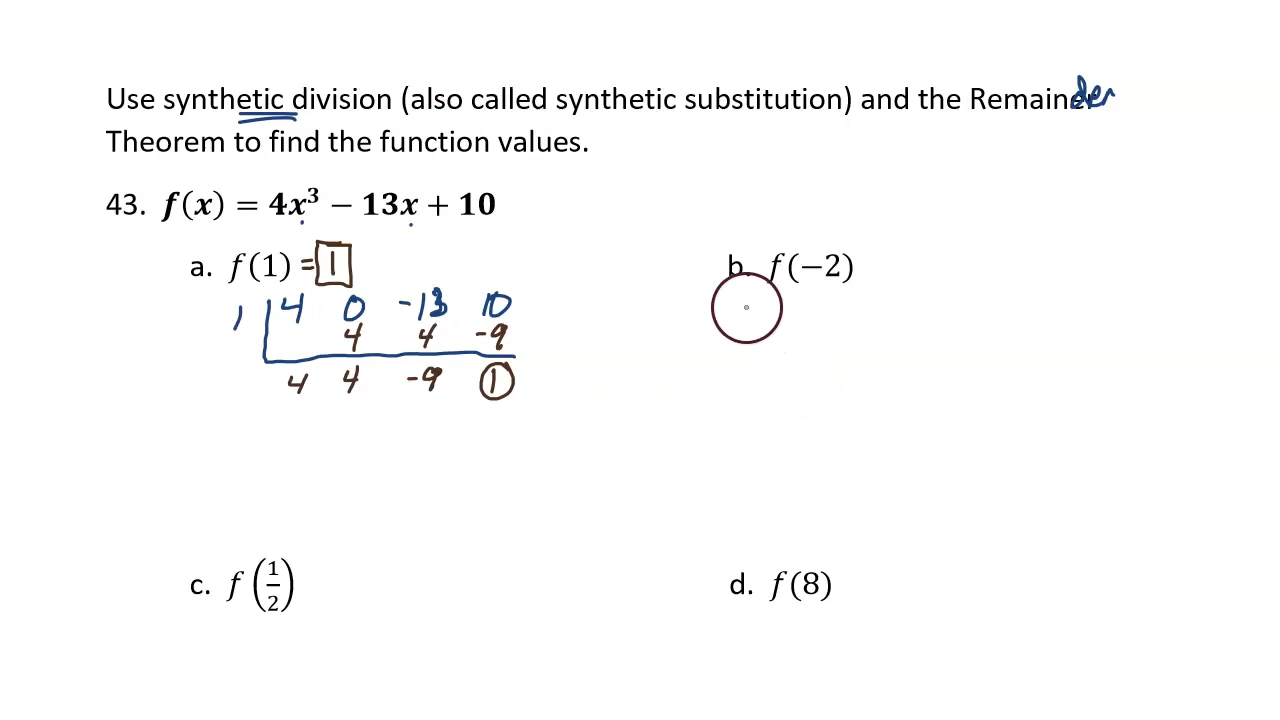 Use synthetic division (also called synthetic substitution) and the Remainder
Theorem to find the function values.
43. f(x) = 4x³ − 13x + 10
a. f(1) = 1
b. f(−2)
1 | 4 0 -13 10
4 4 -9
4 4 -9 1
c. f(1/2)
d. f(8)